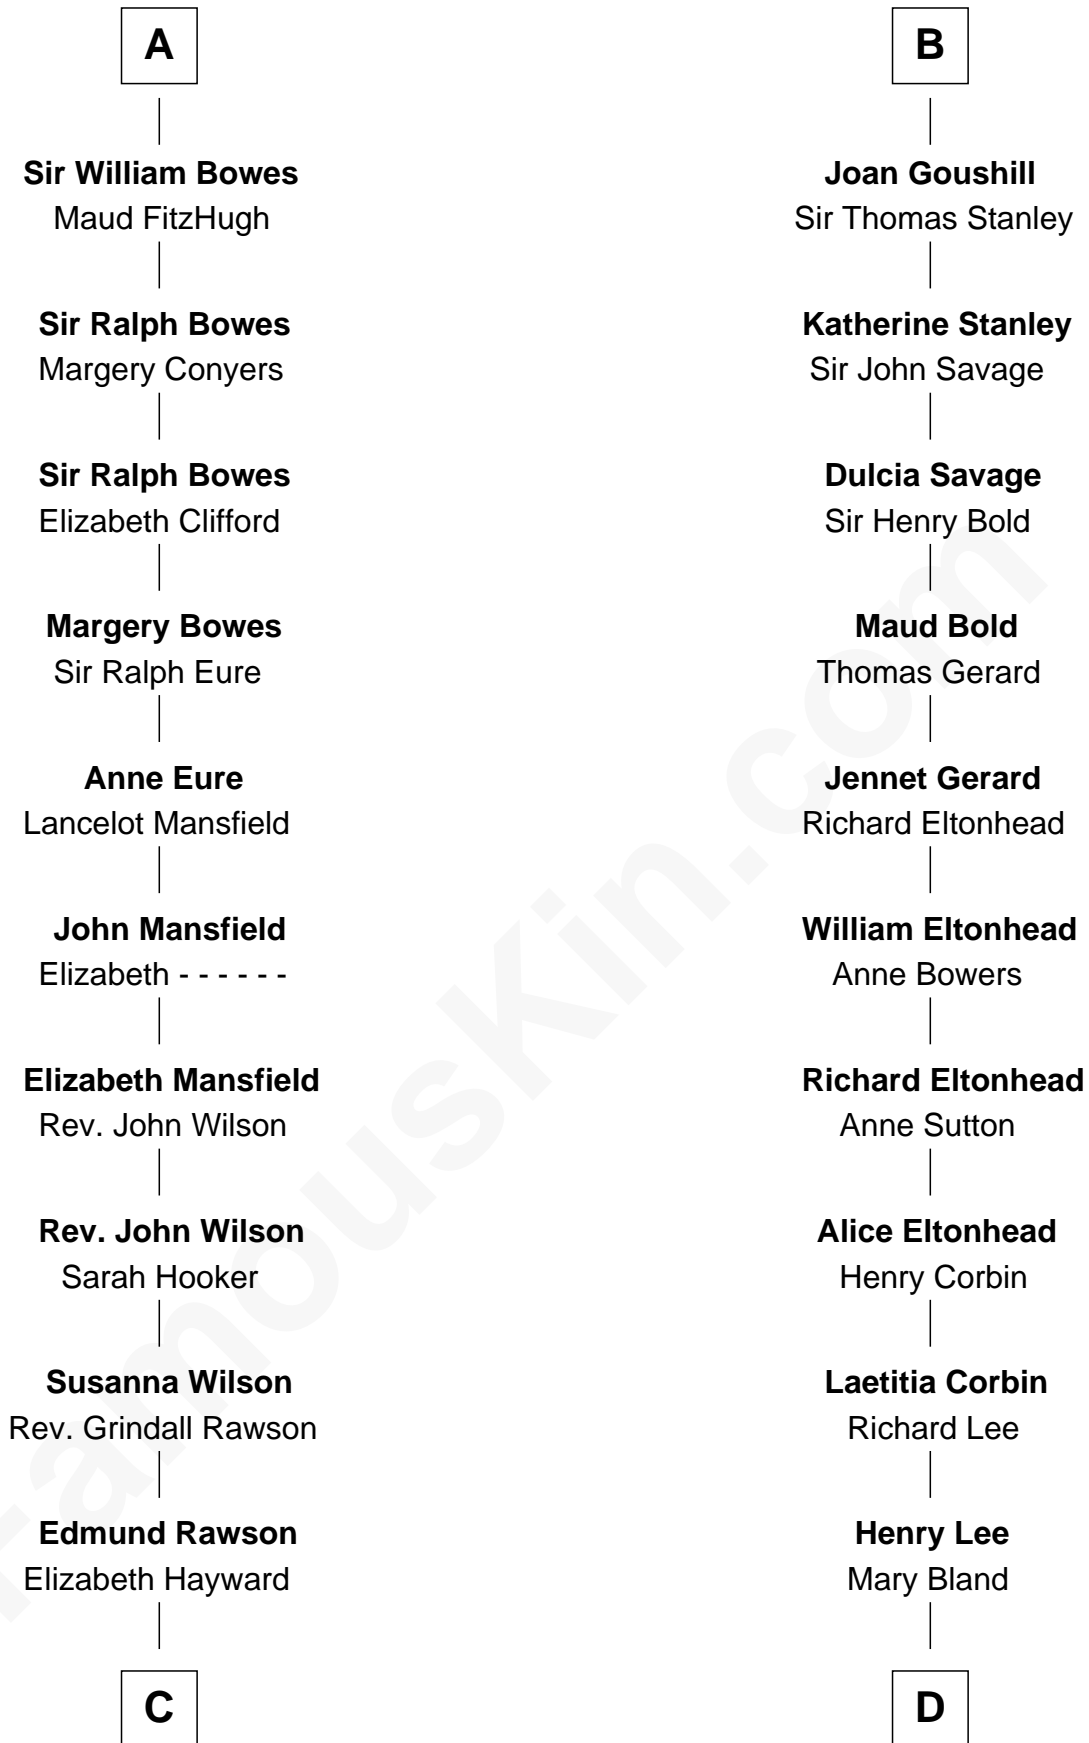 A
Sir William Bowes
Maud FitzHugh
Sir Ralph Bowes
Margery Conyers
Sir Ralph Bowes
Elizabeth Clifford
Margery Bowes
Sir Ralph Eure
Anne Eure
Lancelot Mansfield
John Mansfield
Elizabeth - - - - - -
Elizabeth Mansfield
Rev. John Wilson
Rev. John Wilson
Sarah Hooker
Susanna Wilson
Rev. Grindall Rawson
Edmund Rawson
Elizabeth Hayward
C
B
Joan Goushill
Sir Thomas Stanley
Katherine Stanley
Sir John Savage
Dulcia Savage
Sir Henry Bold
Maud Bold
Thomas Gerard
Jennet Gerard
Richard Eltonhead
William Eltonhead
Anne Bowers
Richard Eltonhead
Anne Sutton
Alice Eltonhead
Henry Corbin
Laetitia Corbin
Richard Lee
Henry Lee
Mary Bland
D
FamousKin.com